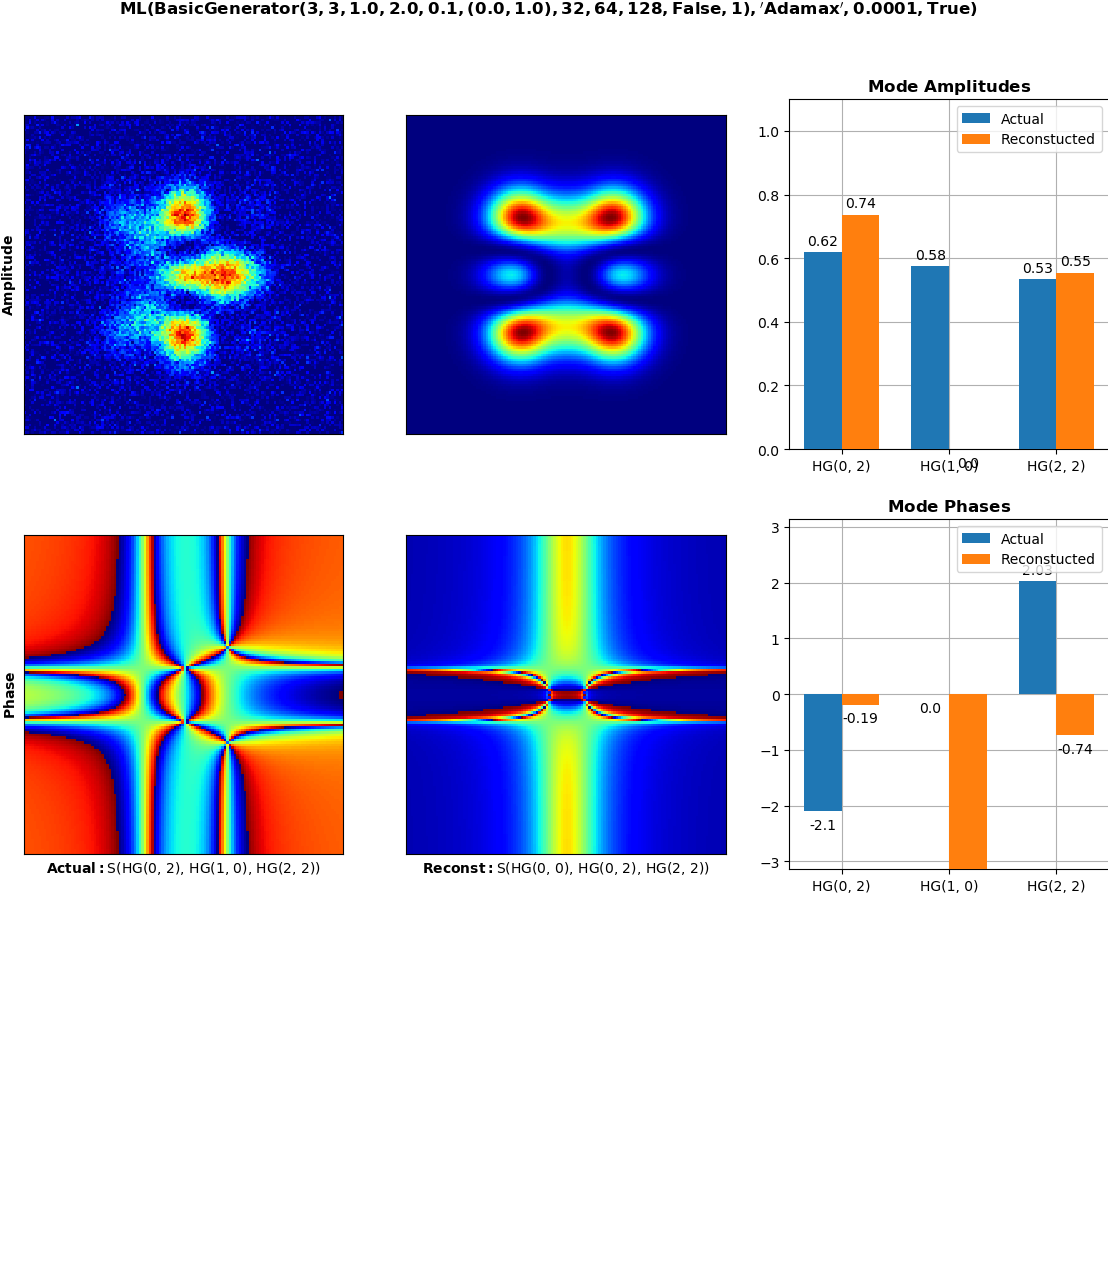 ML(BasicGenerator(3, 3, 1.0, 2.0, 0.1, (0.0, 1.0), 32, 64, 128, False, 1), 'Adamax', 0.0001, True)
Amplitude
Mode Amplitudes
Actual
Reconstucted
1.0
0.8
0.6
0.4
0.2
0.0
0.62
0.74
0.58
0.0
0.53
0.55
HG(0, 2)
HG(1, 0)
HG(2, 2)
Phase
Actual: S(HG(0, 2), HG(1, 0), HG(2, 2))
Reconst: S(HG(0, 0), HG(0, 2), HG(2, 2))
Mode Phases
Actual
Reconstucted
3
2
1
0
−1
−2
−3
-2.1
-0.19
0.0
2.03
-0.74
HG(0, 2)
HG(1, 0)
HG(2, 2)